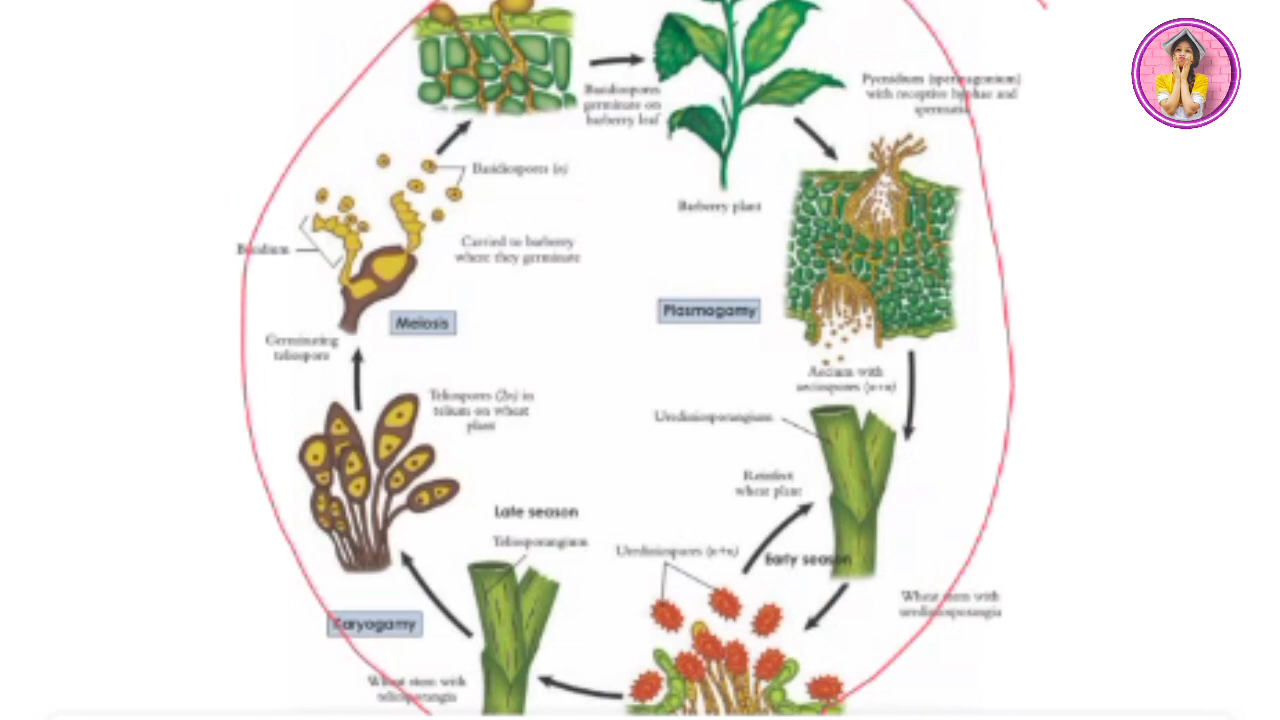 Basidiospores
germinate on
barberry leaf
Pycnidium (spermagonium)
with receptive hyphae and
spermatia
Basidiospores (n)
Barberry plant
Basidium
Carried to barberry
where they germinate
Plasmogamy
Meiosis
Germinating
teliospore
Aecium with
aeciospores (n+n)
Teliospores (2n) in
telium on wheat
plant
Urediniosporangium
Reinfect
wheat plant
Late season
Teliosporangium
Urediniospores (n+n)
Early season
Wheat stem with
urediniosporangia
Karyogamy
Wheat stem with
teliosporangia